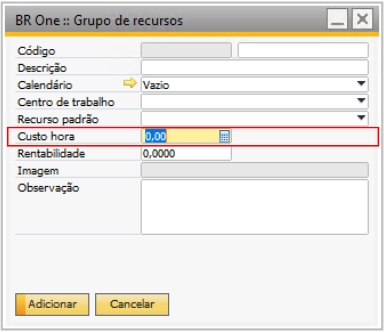 BR One :: Grupo de recursos
Código
Descrição
Calendário Vazio
Centro de trabalho
Recurso padrão
Custo hora 0,00
Rentabilidade 0,0000
Imagem
Observação
Adicionar Cancelar